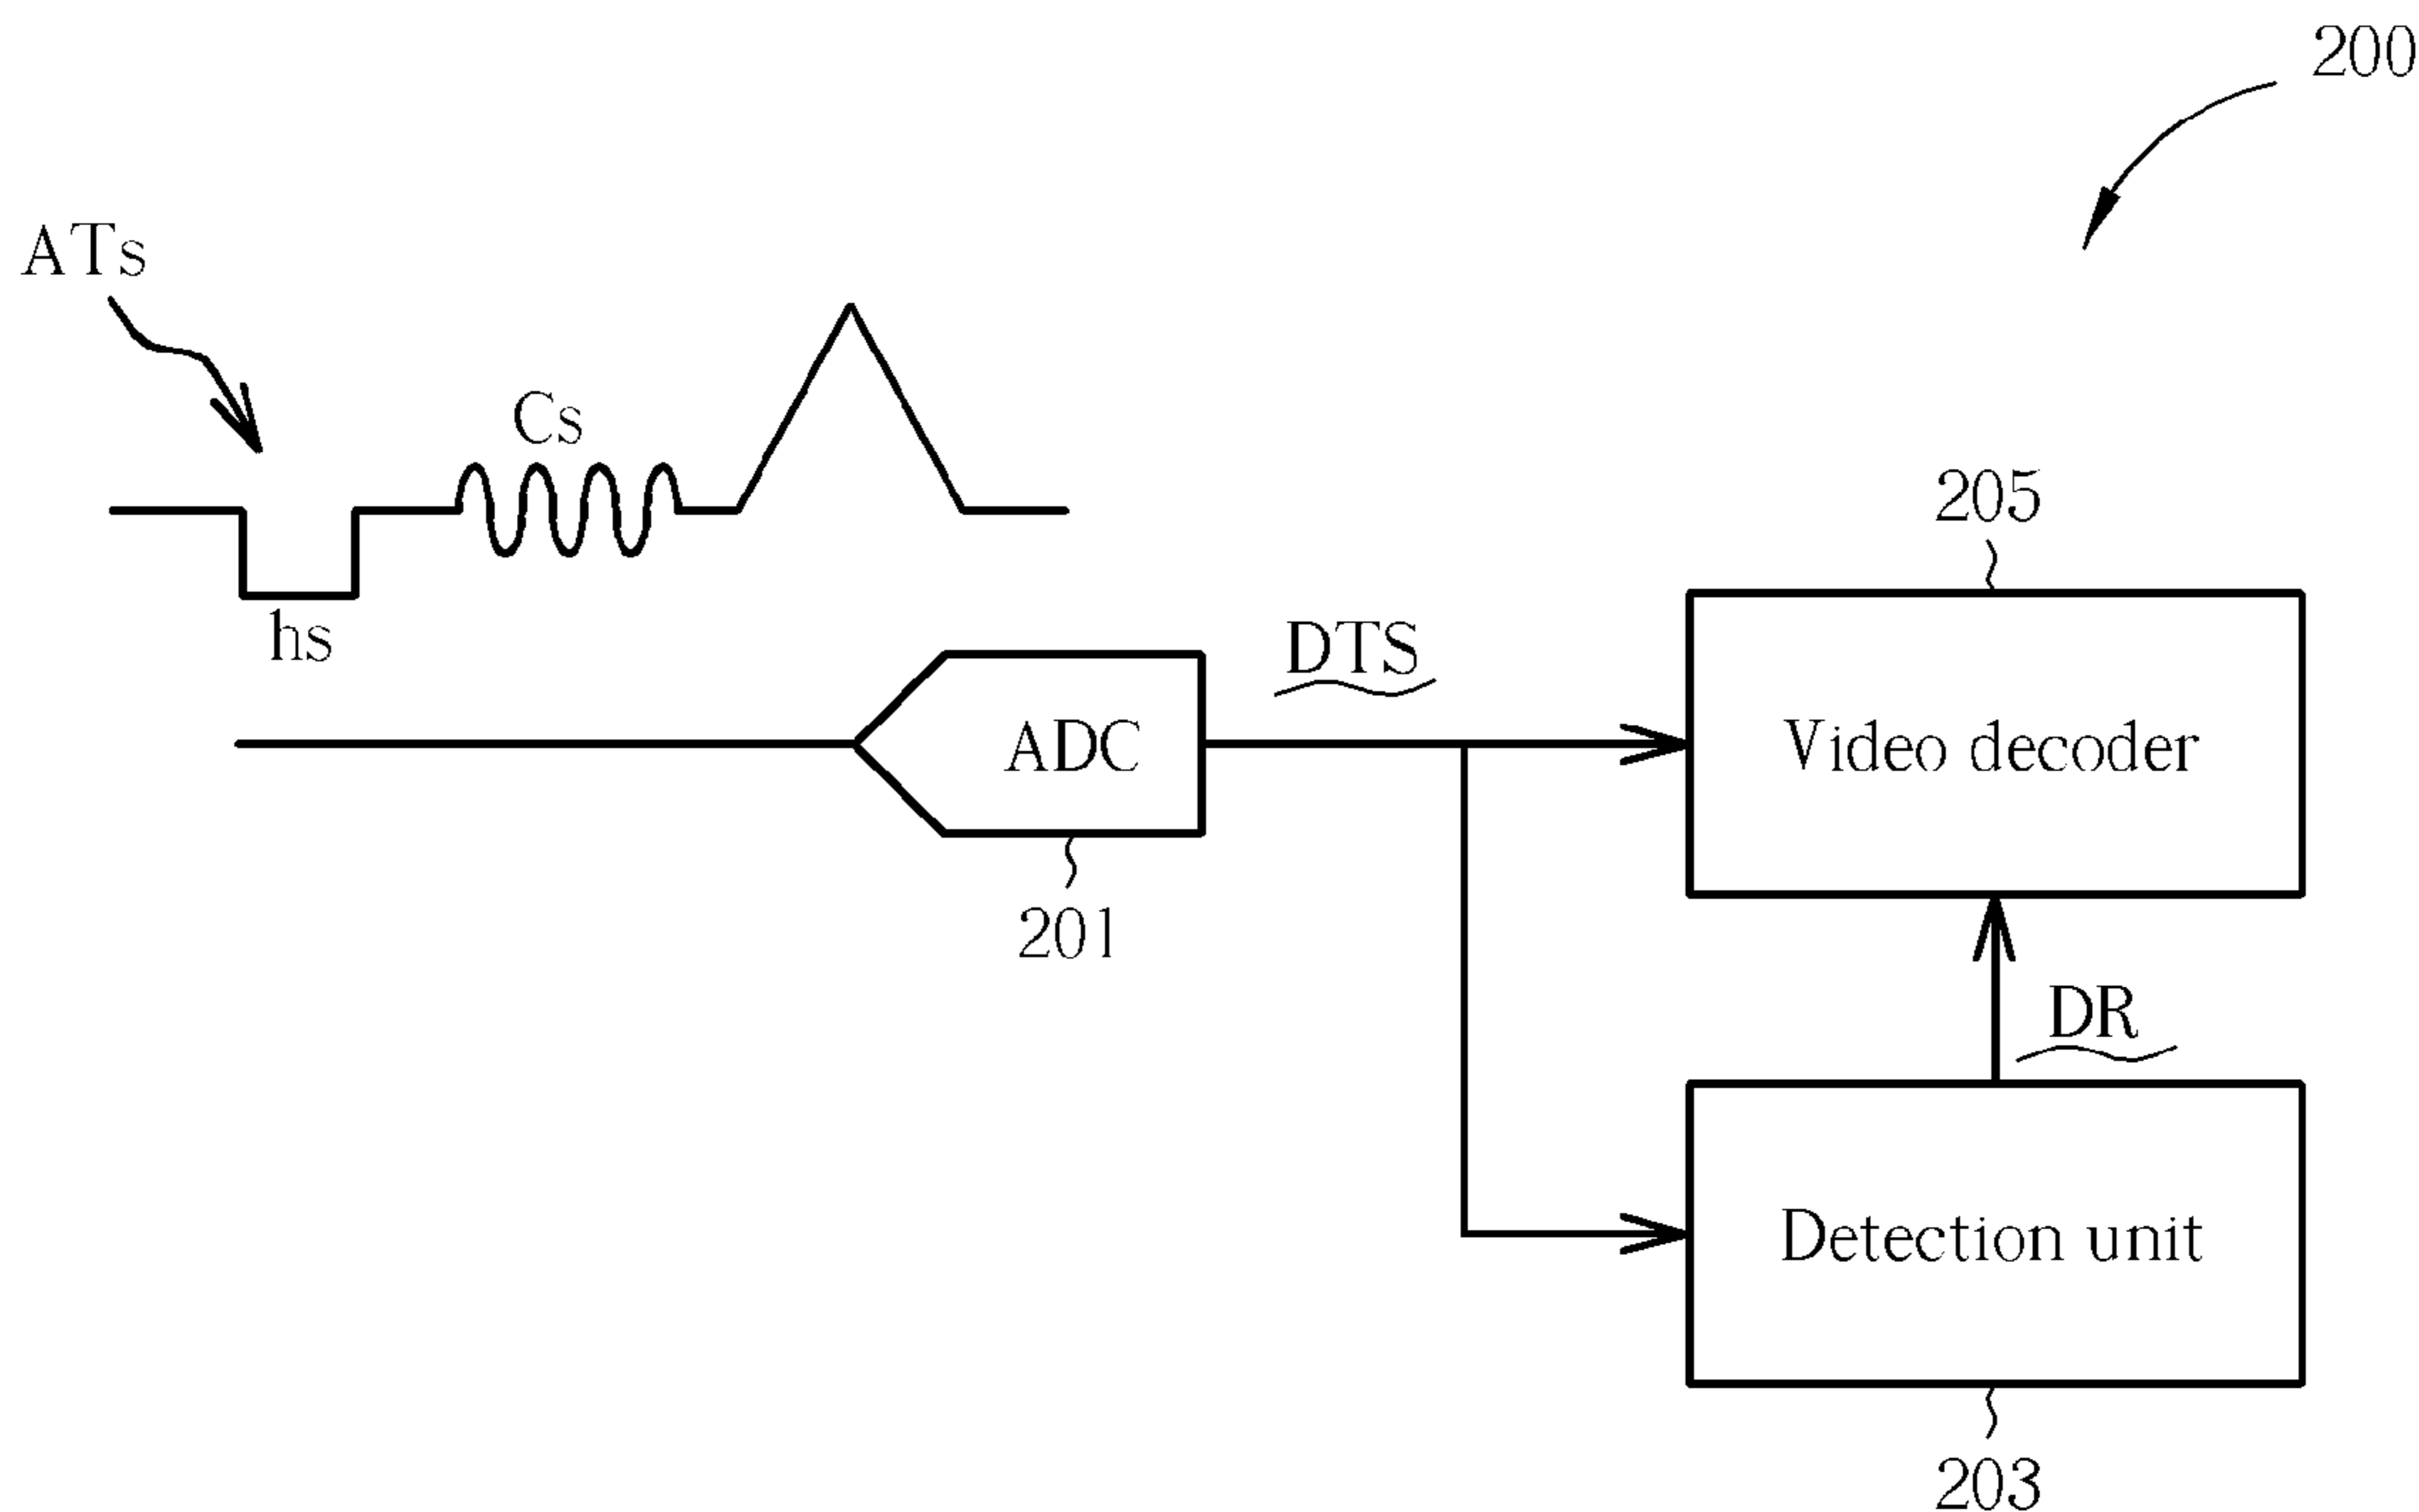 200
ATs
Cs
hs
205
DTS
Video decoder
ADC
201
DR
Detection unit
203